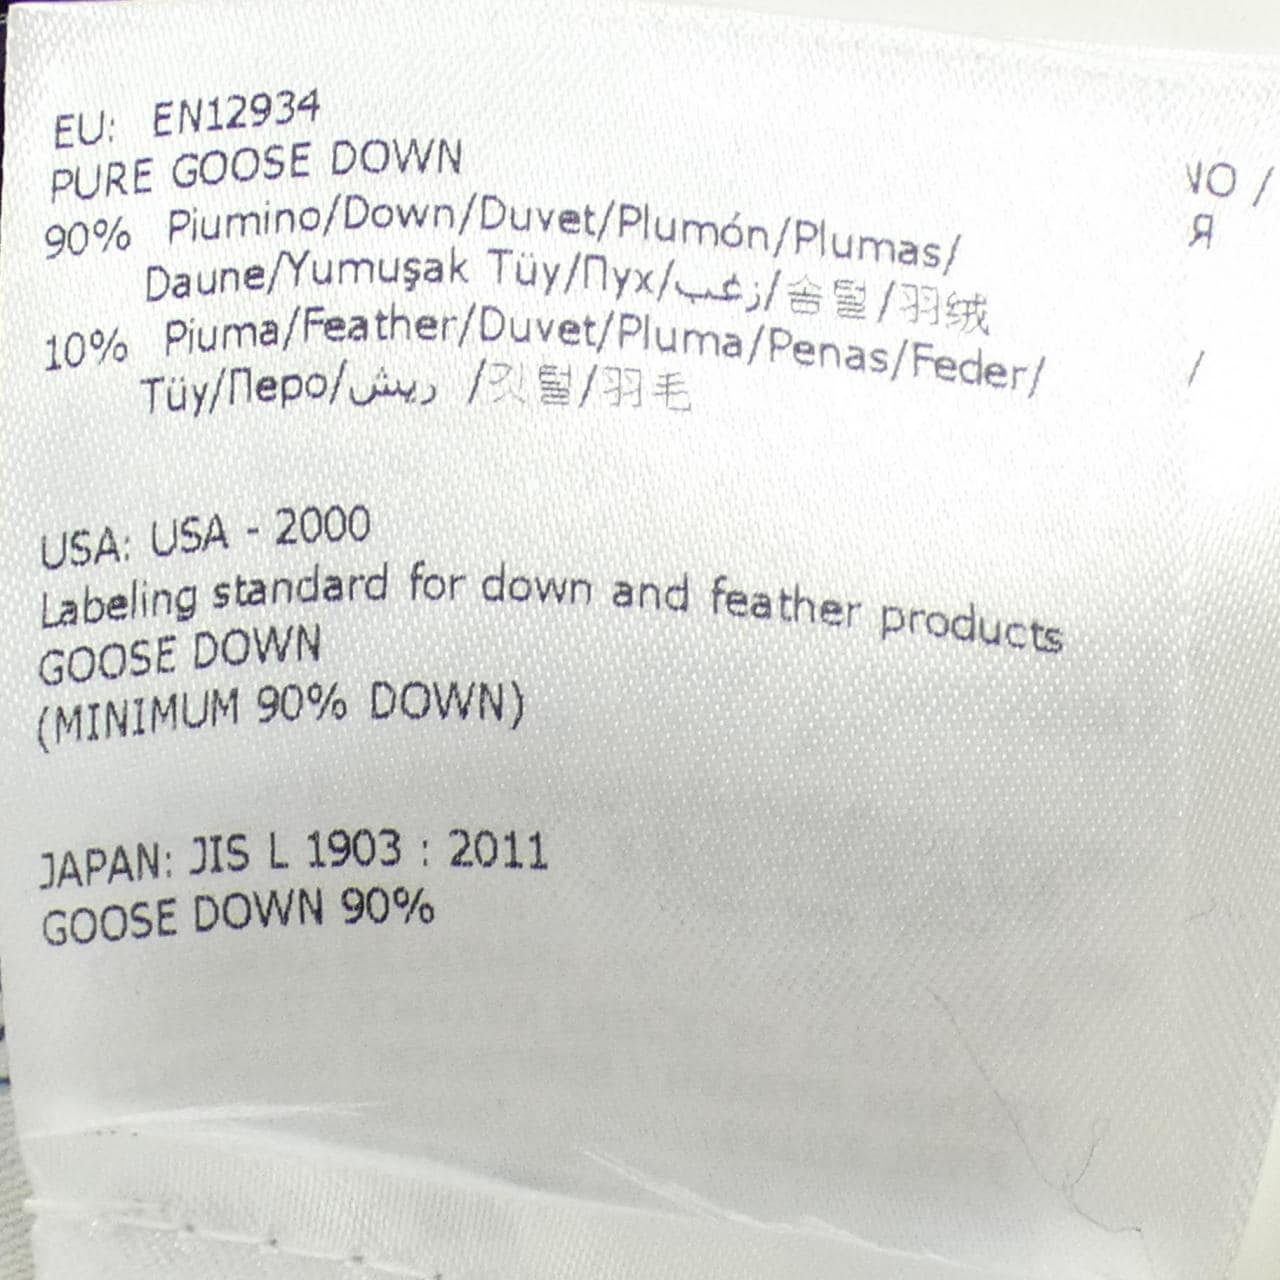 EU: EN12934
PURE GOOSE DOWN
90% Piumino/Down/Duvet/Plumón/Plumas/
Daune/Yumuşak Tüy/Пух/زغب/솜털/羽绒
10% Piuma/Feather/Duvet/Pluma/Penas/Feder/
Tüy/Перо/ريش /깃털/羽毛
USA: USA - 2000
Labeling standard for down and feather products
GOOSE DOWN
(MINIMUM 90% DOWN)
JAPAN: JIS L 1903 : 2011
GOOSE DOWN 90%